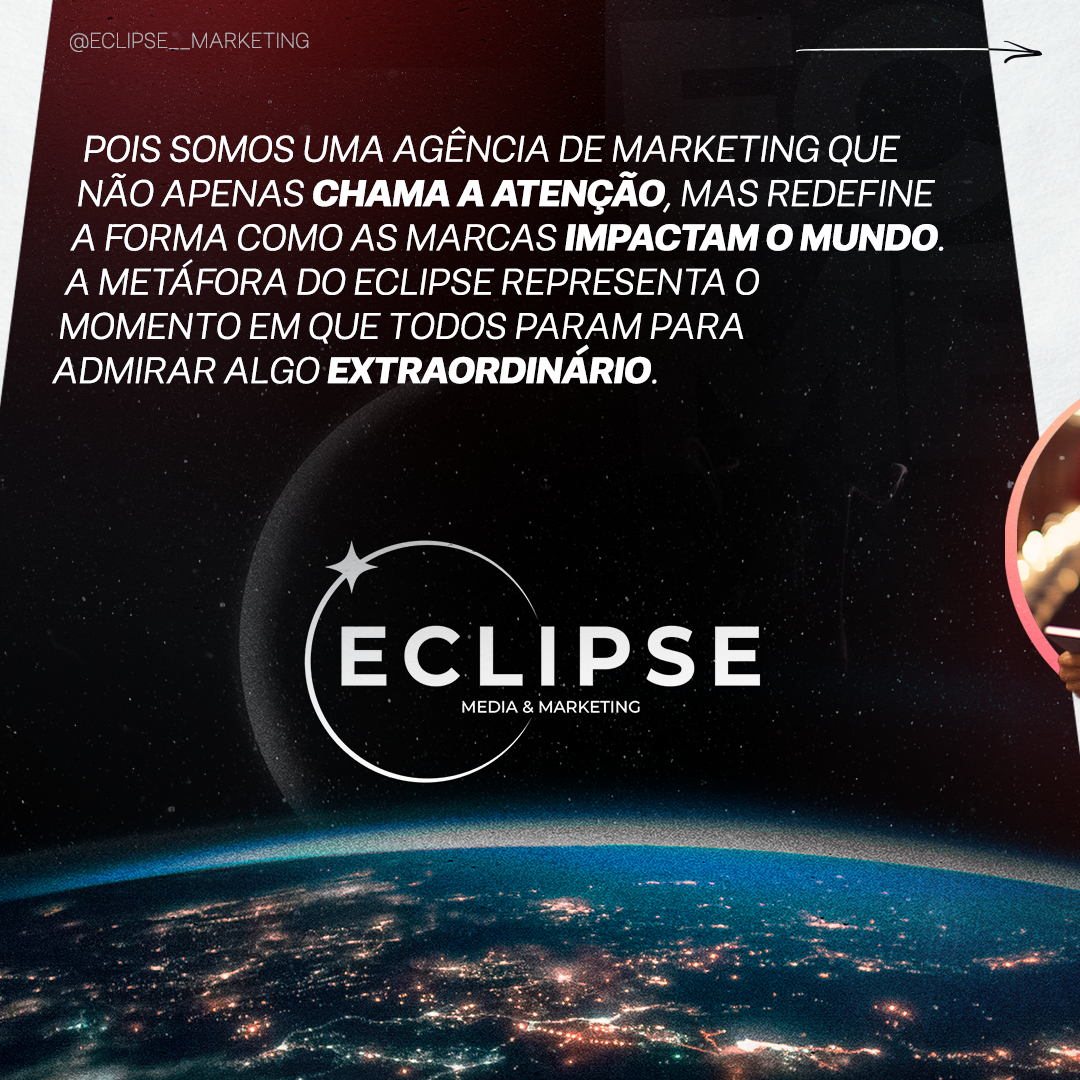 @ECLIPSE__MARKETING
POIS SOMOS UMA AGÊNCIA DE MARKETING QUE
NÃO APENAS CHAMA A ATENÇÃO, MAS REDEFINE
A FORMA COMO AS MARCAS IMPACTAM O MUNDO.
A METÁFORA DO ECLIPSE REPRESENTA O
MOMENTO EM QUE TODOS PARAM PARA
ADMIRAR ALGO EXTRAORDINÁRIO.
ECLIPSE
MEDIA & MARKETING